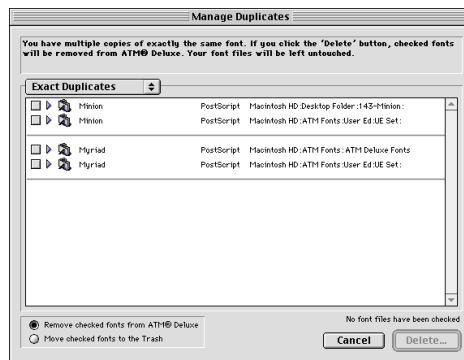 Manage Duplicates
You have multiple copies of exactly the same font. If you click the 'Delete' button, checked fonts
will be removed from ATM® Deluxe. Your font files will be left untouched.
Exact Duplicates
Minion PostScript Macintosh HD:Desktop Folder:143-Minion:
Minion PostScript Macintosh HD:ATM Fonts:User Ed:UE Set:
Myriad PostScript Macintosh HD:ATM Fonts:ATM Deluxe Fonts
Myriad PostScript Macintosh HD:ATM Fonts:User Ed:UE Set:
No font files have been checked
Remove checked fonts from ATM® Deluxe
Move checked fonts to the Trash
Cancel Delete...